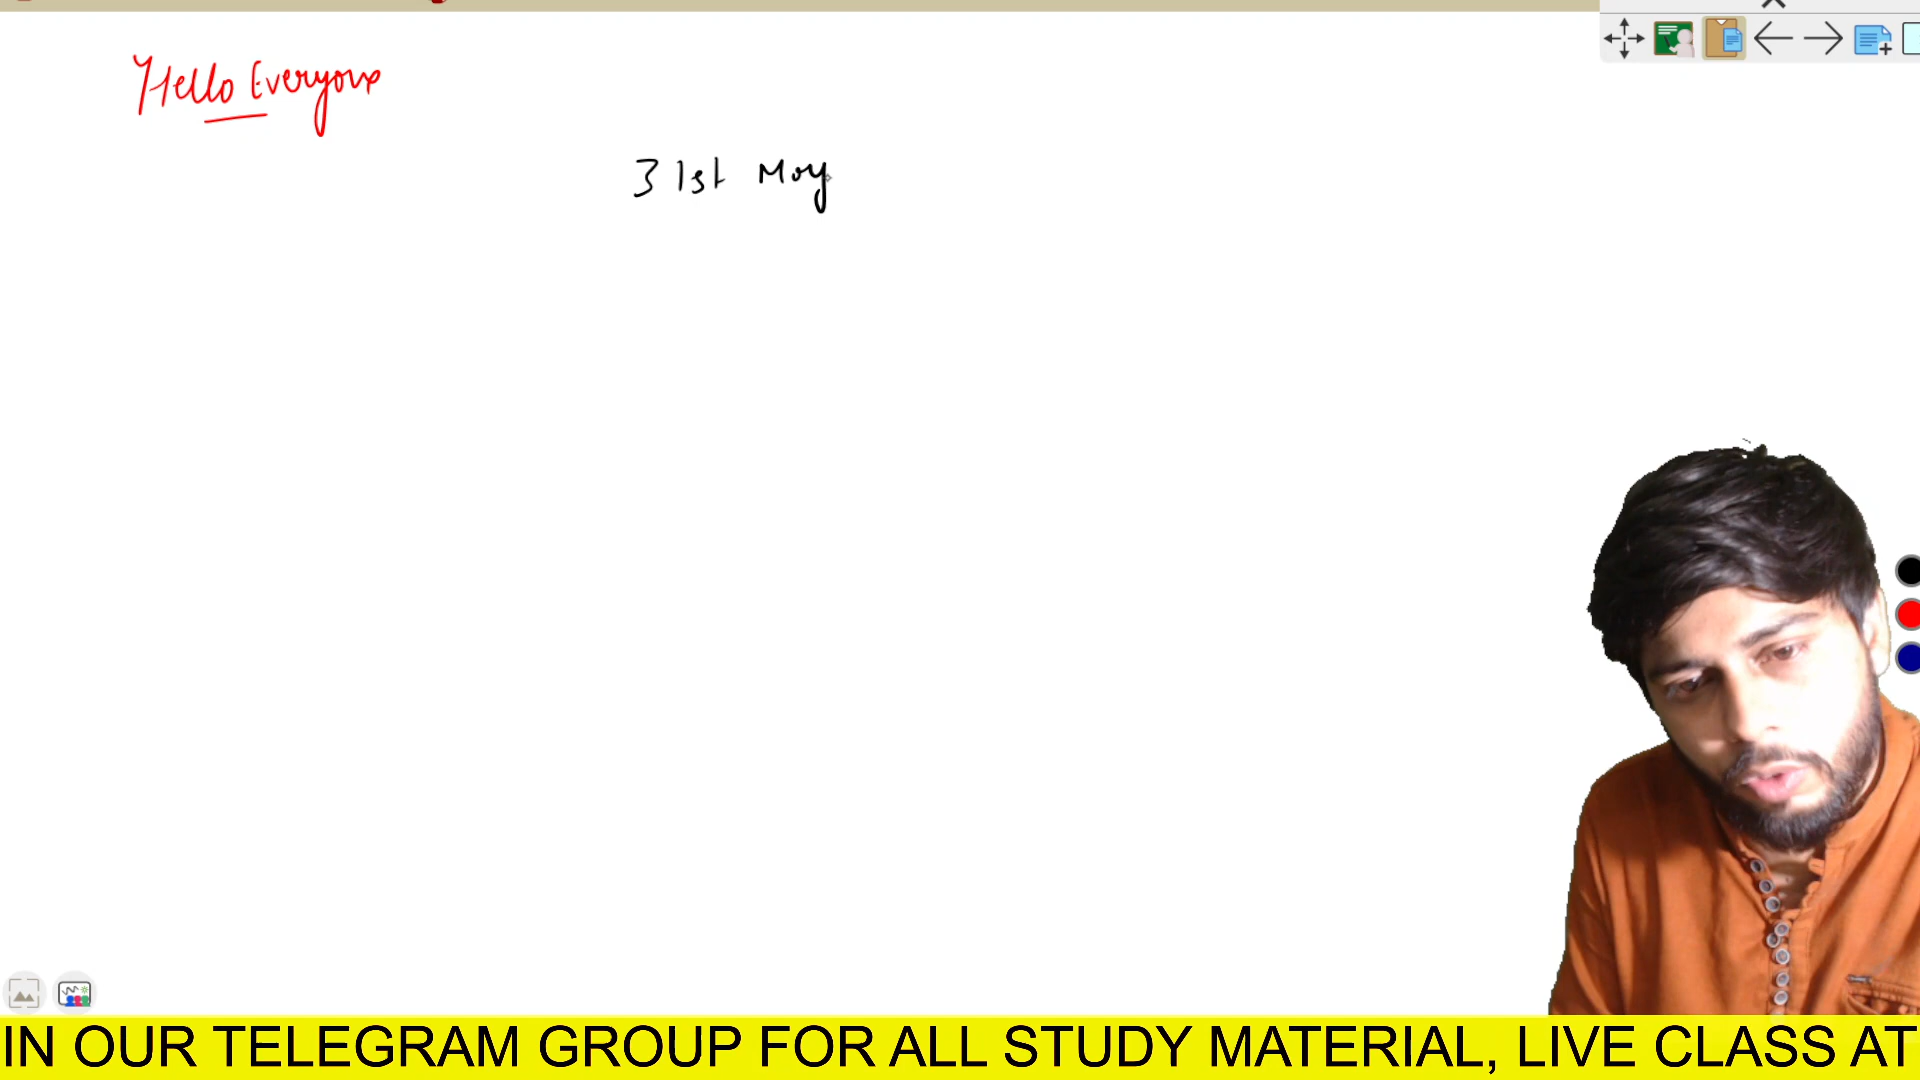 Hello Everyone
31st May
IN OUR TELEGRAM GROUP FOR ALL STUDY MATERIAL, LIVE CLASS AT